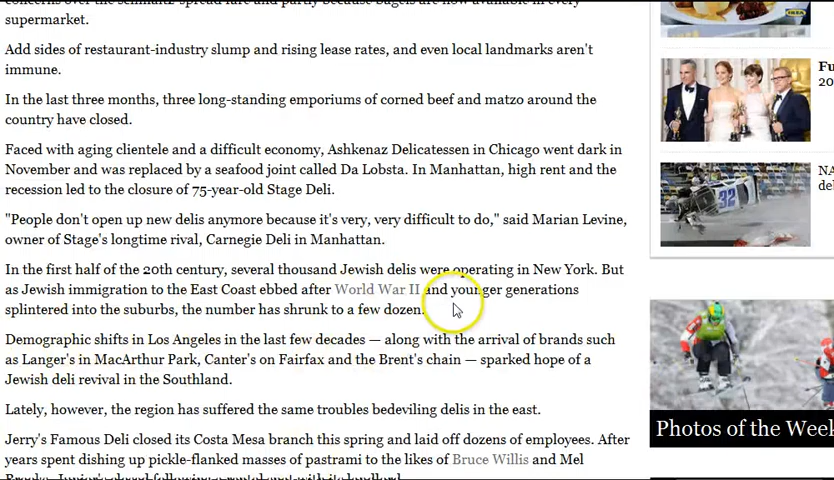 supermarket.
Add sides of restaurant-industry slump and rising lease rates, and even local landmarks aren't
immune.
In the last three months, three long-standing emporiums of corned beef and matzo around the
country have closed.
Faced with aging clientele and a difficult economy, Ashkenaz Delicatessen in Chicago went dark in
November and was replaced by a seafood joint called Da Lobsta. In Manhattan, high rent and the
recession led to the closure of 75-year-old Stage Deli.
"People don't open up new delis anymore because it's very, very difficult to do," said Marian Levine,
owner of Stage's longtime rival, Carnegie Deli in Manhattan.
In the first half of the 20th century, several thousand Jewish delis were operating in New York. But
as Jewish immigration to the East Coast ebbed after World War II and younger generations
splintered into the suburbs, the number has shrunk to a few dozen.
Demographic shifts in Los Angeles in the last few decades — along with the arrival of brands such
as Langer's in MacArthur Park, Canter's on Fairfax and the Brent's chain — sparked hope of a
Jewish deli revival in the Southland.
Lately, however, the region has suffered the same troubles bedeviling delis in the east.
Jerry's Famous Deli closed its Costa Mesa branch this spring and laid off dozens of employees. After
years spent dishing up pickle-flanked masses of pastrami to the likes of Bruce Willis and Mel
IKEA
Fu
20
32
NA
de
Photos of the Week